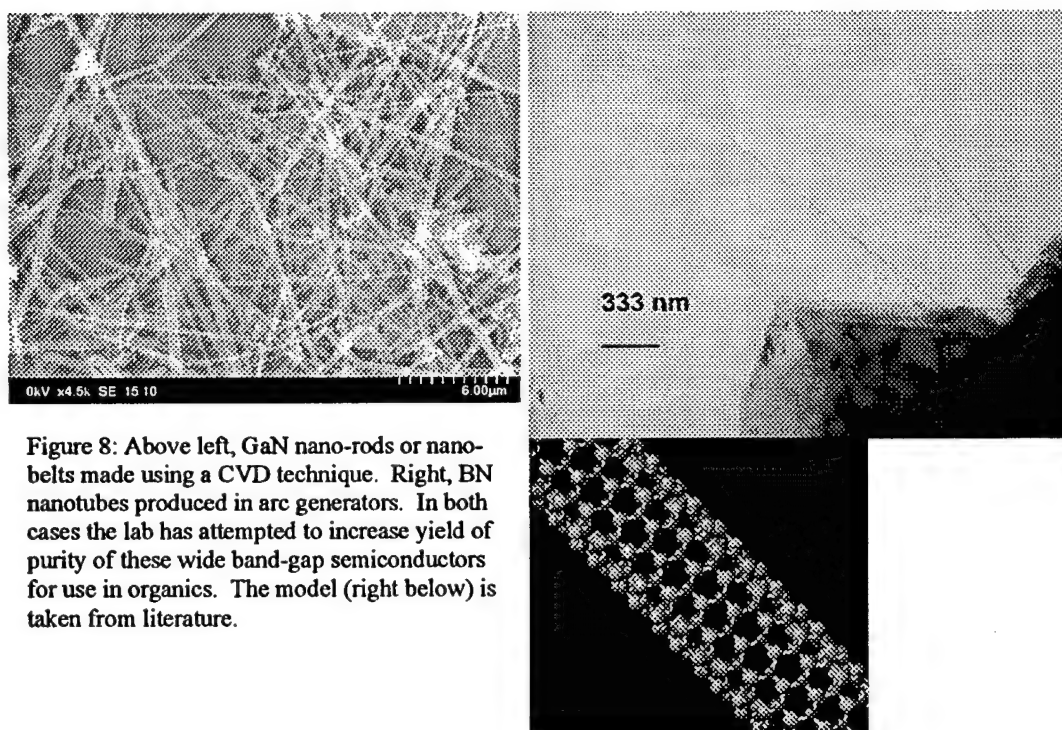 333 nm
0kV x4.5k SE 15 10
6.00µm
Figure 8: Above left, GaN nano-rods or nano-
belts made using a CVD technique. Right, BN
nanotubes produced in arc generators. In both
cases the lab has attempted to increase yield of
purity of these wide band-gap semiconductors
for use in organics. The model (right below) is
taken from literature.